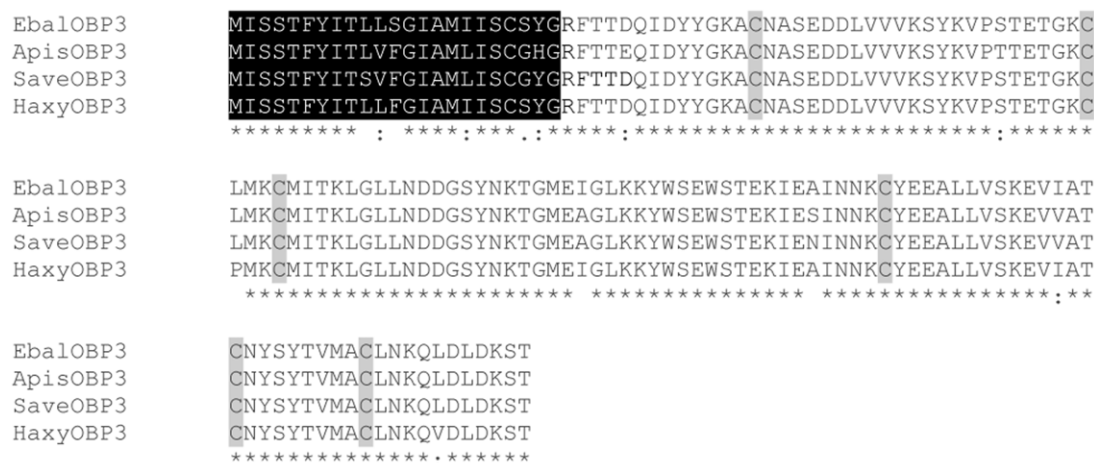 EbalOBP3 MISSTFYITLLSGIAMIISCSYGRFTTDQIDYYGKACNASEDDLVVVKSYKVPSTETGKC
ApisOBP3 MISSTFYITLVFGIAMLISCGHGRFTTEQIDYYGKACNASEDDLVVVKSYKVPTTETGKC
SaveOBP3 MISSTFYITSVFGIAMLISCGYGRFTTDQIDYYGKACNASEDDLVVVKSYKVPSTETGKC
HaxyOBP3 MISSTFYITLLFGIAMIISCSYGRFTTDQIDYYGKACNASEDDLVVVKSYKVPSTETGKC
********* : ****:***.:*****:*************************:******
EbalOBP3 LMKCMITKLGLLNDDGSYNKTGMEIGLKKYWSEWSTEKIEAINNKCYEEALLVSKEVIAT
ApisOBP3 LMKCMITKLGLLNDDGSYNKTGMEAGLKKYWSEWSTEKIESINNKCYEEALLVSKEVVAT
SaveOBP3 LMKCMITKLGLLNDDGSYNKTGMEAGLKKYWSEWSTEKIENINNKCYEEALLVSKEVVAT
HaxyOBP3 PMKCMITKLGLLNDDGSYNKTGMEIGLKKYWSEWSTEKIEAINNKCYEEALLVSKEVIAT
*********************** *************** ****************:**
EbalOBP3 CNYSYTVMACLNKQLDLDKST
ApisOBP3 CNYSYTVMACLNKQLDLDKST
SaveOBP3 CNYSYTVMACLNKQLDLDKST
HaxyOBP3 CNYSYTVMACLNKQVDLDKST
**************.******